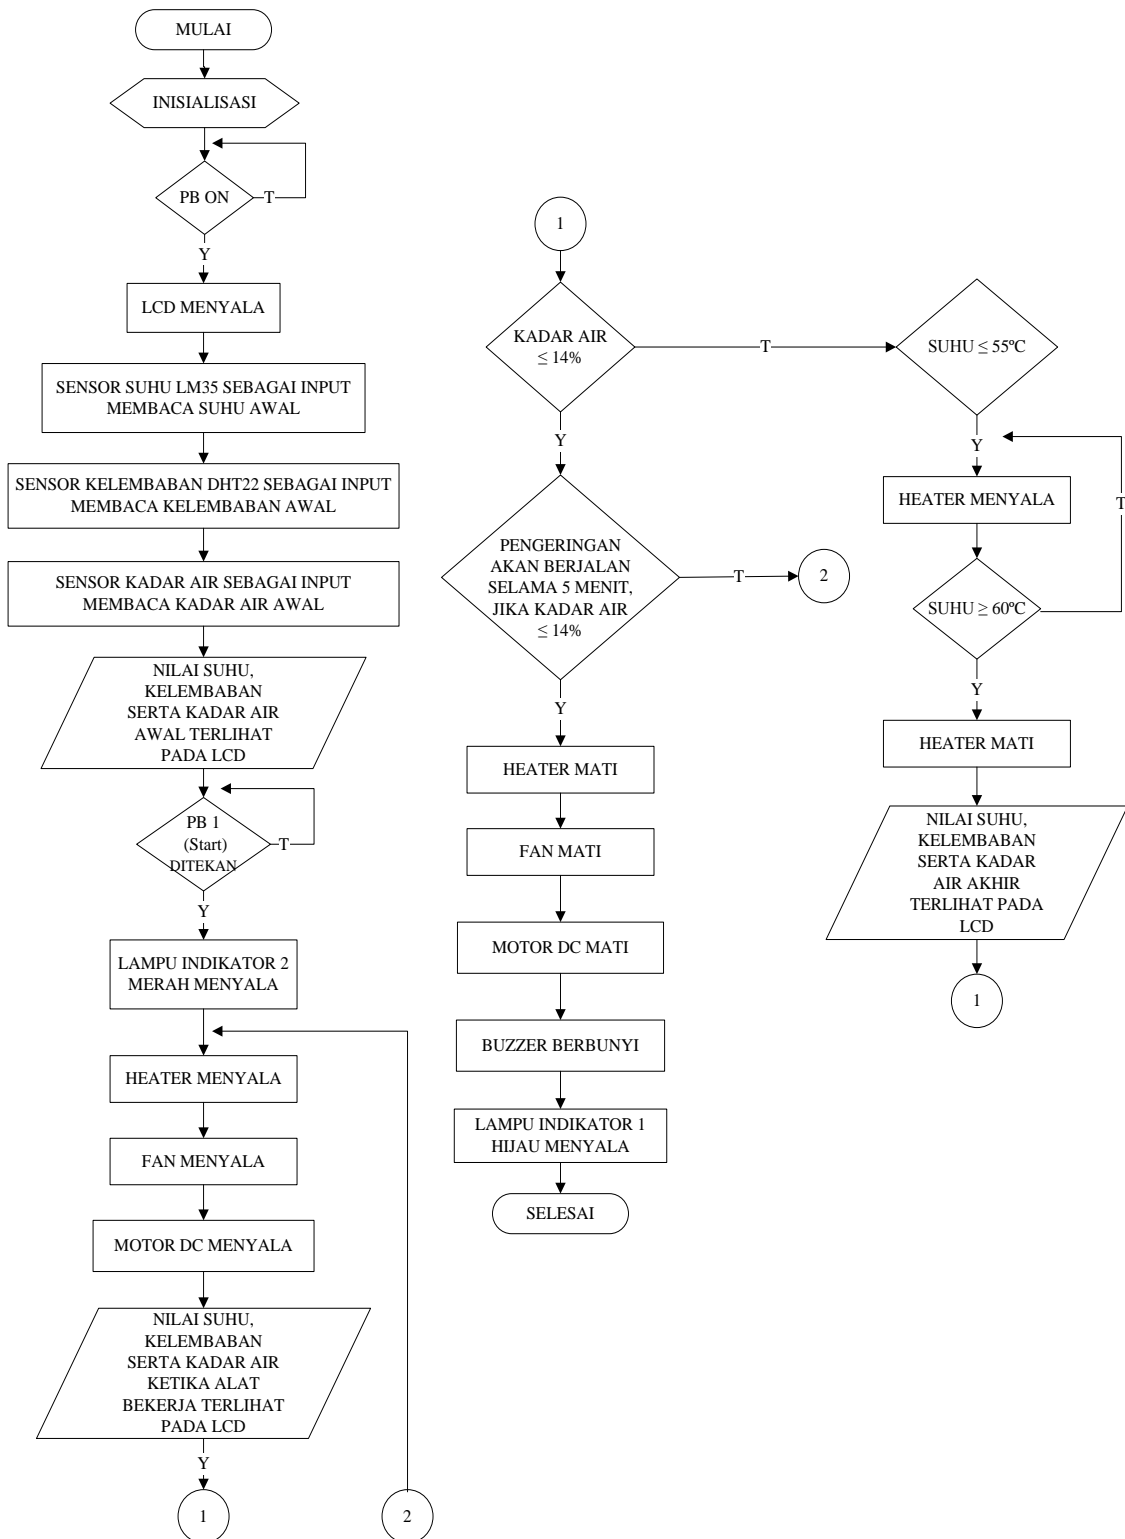 MULAI
INISIALISASI
PB ON
T
Y
LCD MENYALA
SENSOR SUHU LM35 SEBAGAI INPUT
MEMBACA SUHU AWAL
SENSOR KELEMBABAN DHT22 SEBAGAI INPUT
MEMBACA KELEMBABAN AWAL
SENSOR KADAR AIR SEBAGAI INPUT
MEMBACA KADAR AIR AWAL
NILAI SUHU,
KELEMBABAN
SERTA KADAR AIR
AWAL TERLIHAT
PADA LCD
PB 1
(Start)
DITEKAN
T
Y
LAMPU INDIKATOR 2
MERAH MENYALA
HEATER MENYALA
FAN MENYALA
MOTOR DC MENYALA
NILAI SUHU,
KELEMBABAN
SERTA KADAR AIR
KETIKA ALAT
BEKERJA TERLIHAT
PADA LCD
Y
1
2
1
KADAR AIR
≤ 14%
T
Y
PENGERINGAN
AKAN BERJALAN
SELAMA 5 MENIT,
JIKA KADAR AIR
≤ 14%
T
2
Y
HEATER MATI
FAN MATI
MOTOR DC MATI
BUZZER BERBUNYI
LAMPU INDIKATOR 1
HIJAU MENYALA
SELESAI
SUHU ≤ 55ºC
Y
HEATER MENYALA
T
SUHU ≥ 60ºC
Y
HEATER MATI
NILAI SUHU,
KELEMBABAN
SERTA KADAR
AIR AKHIR
TERLIHAT PADA
LCD
1